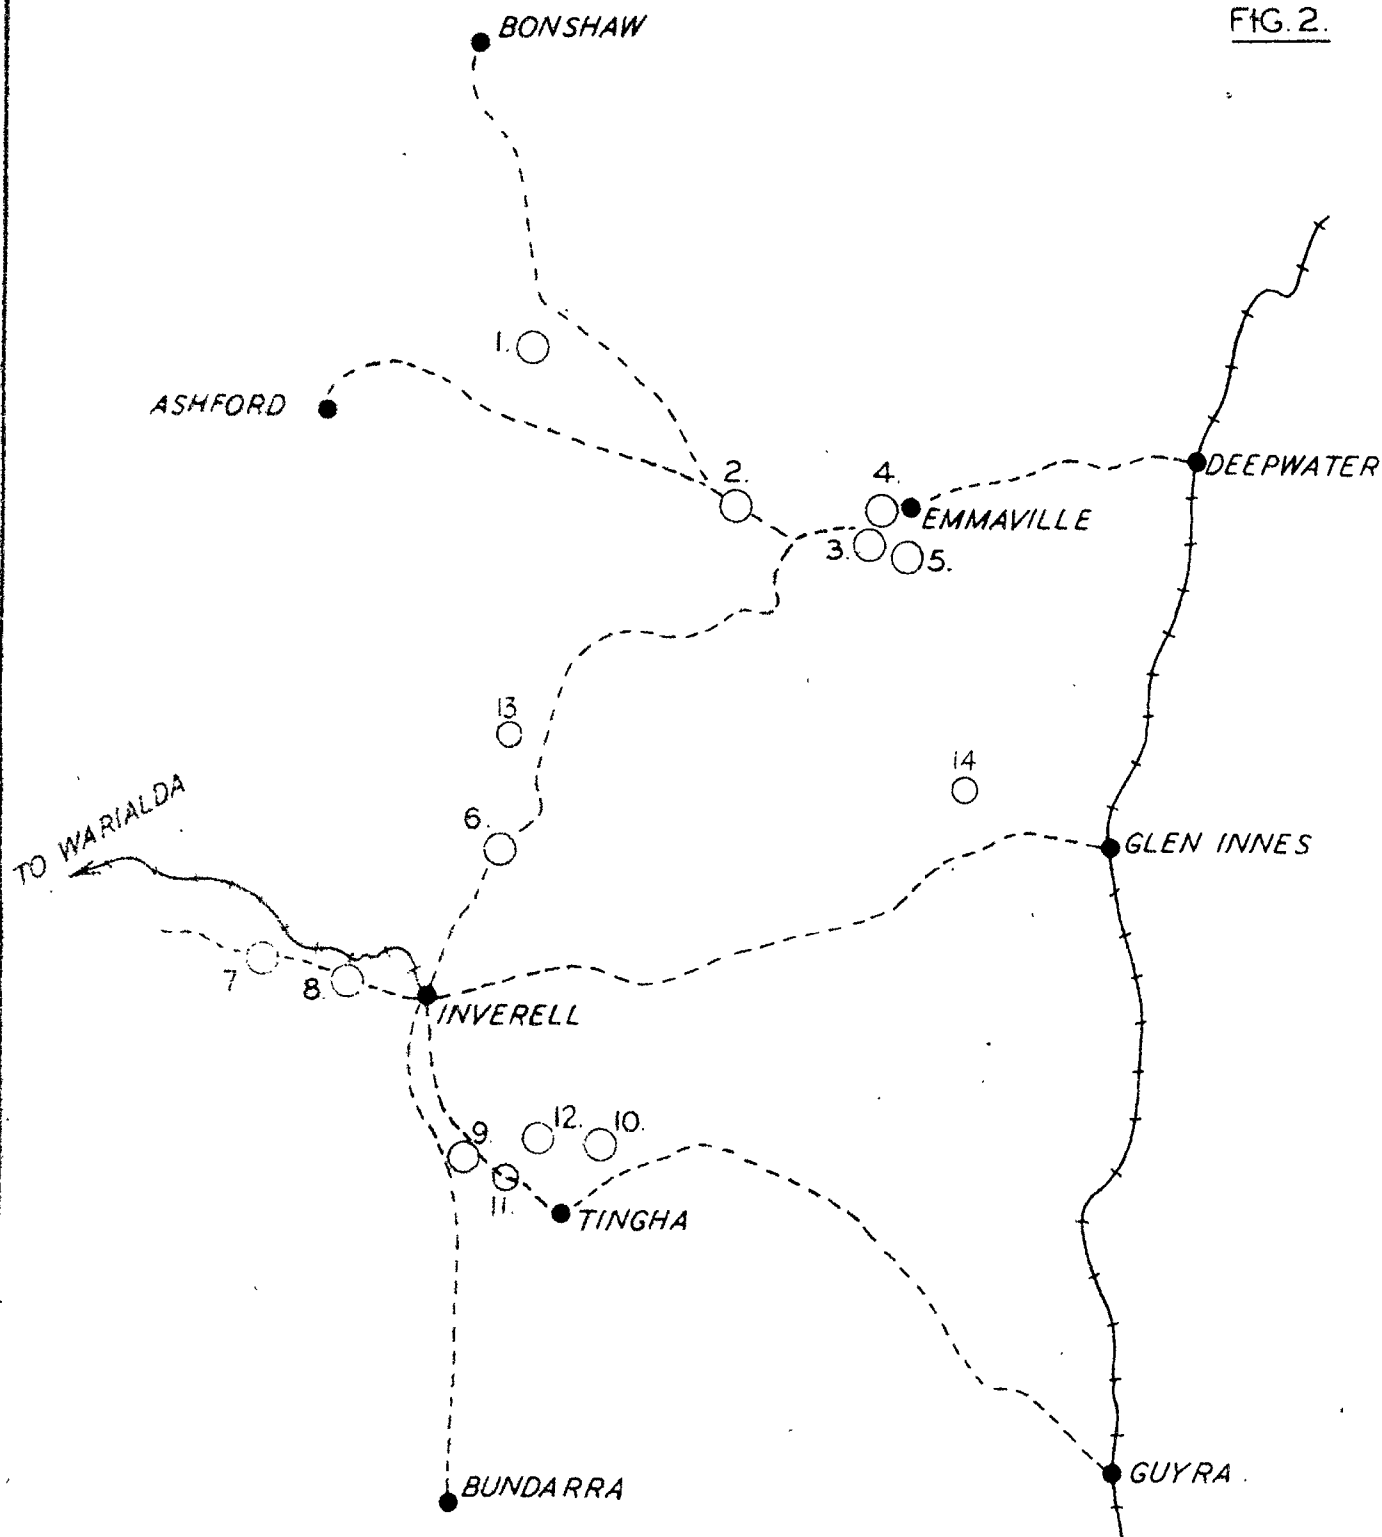 FIG. 2.
BONSHAW
1.
ASHFORD
2.
4.
DEEPWATER
EMMAVILLE
3.
5.
13
14
TO WARIALDA
6.
GLEN INNES
7
8.
INVERELL
9.
12.
10.
11.
TINGHA
BUNDARRA
GUYRA.